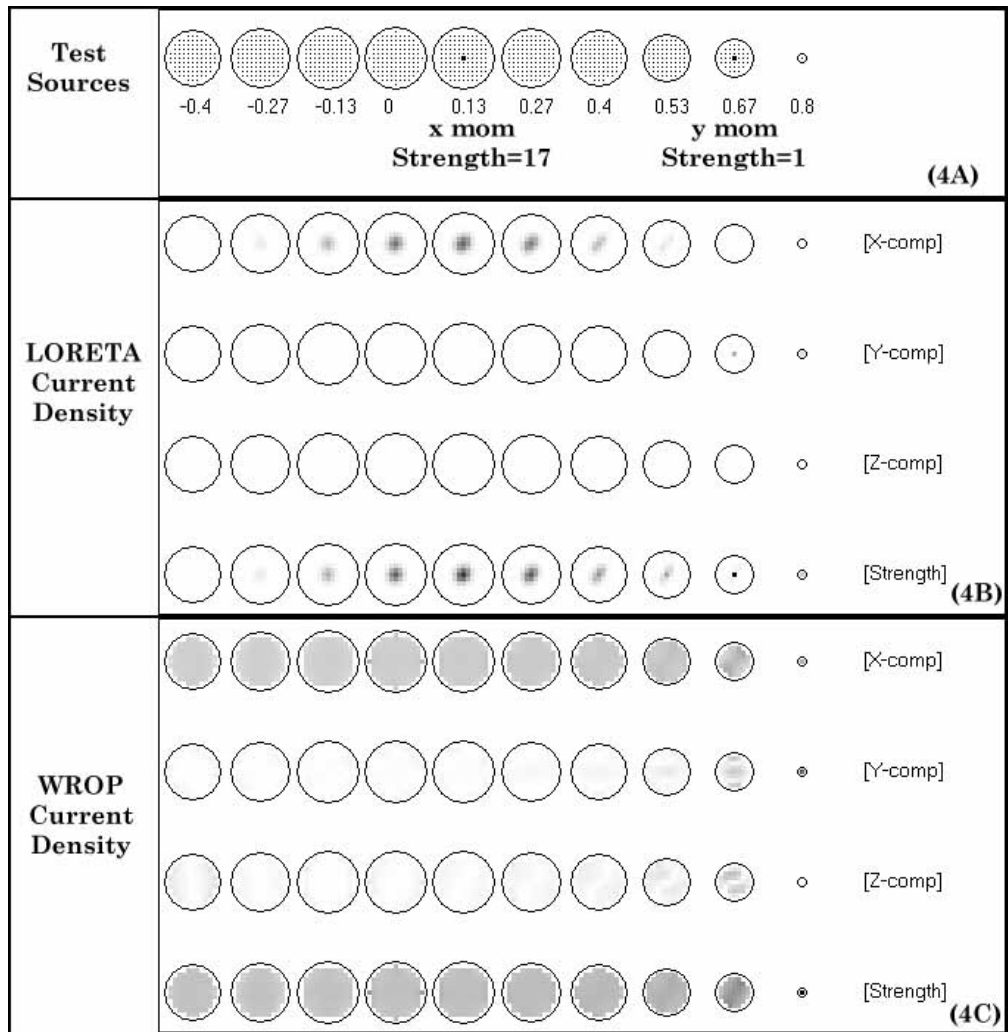 Test
Sources
-0.4 -0.27 -0.13 0 0.13 0.27 0.4 0.53 0.67 0.8
x mom y mom
Strength=17 Strength=1
(4A)
[X-comp]
[Y-comp]
LORETA
Current
Density
[Z-comp]
[Strength]
(4B)
[X-comp]
[Y-comp]
WROP
Current
Density
[Z-comp]
[Strength]
(4C)